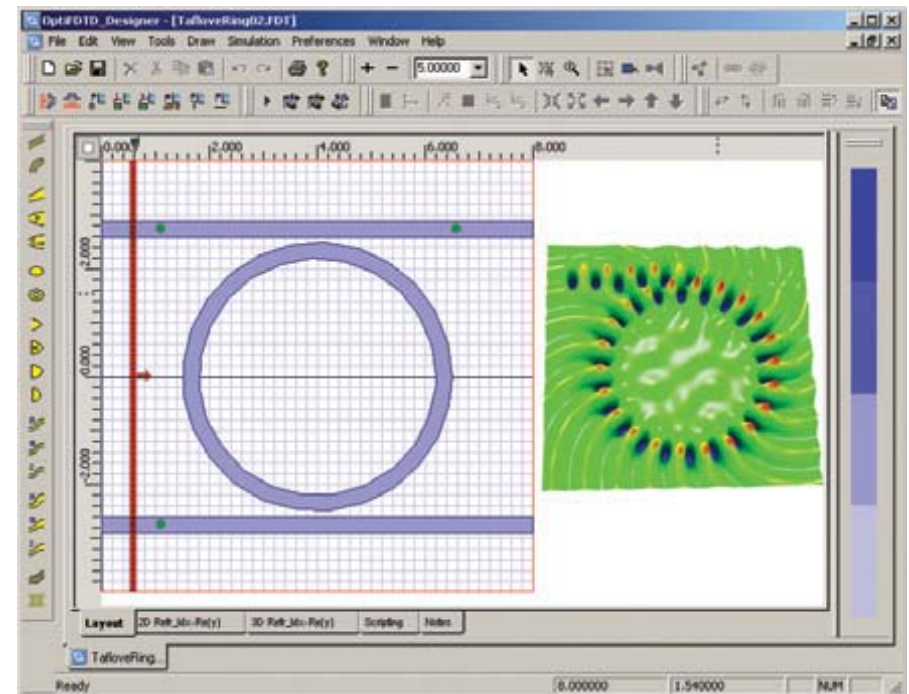 OptiFDTD_Designer - [TafloveRing02.FDT]
File Edit View Tools Draw Simulation Preferences Window Help
5.00000
0.000 2.000 4.000 6.000 8.000
2.000
0.000
-2.000
Layout 2D Refr_Idx-Re(y) 3D Refr_Idx-Re(y) Scripting Notes
TafloveRing...
Ready 8.000000 1.540000 NUM